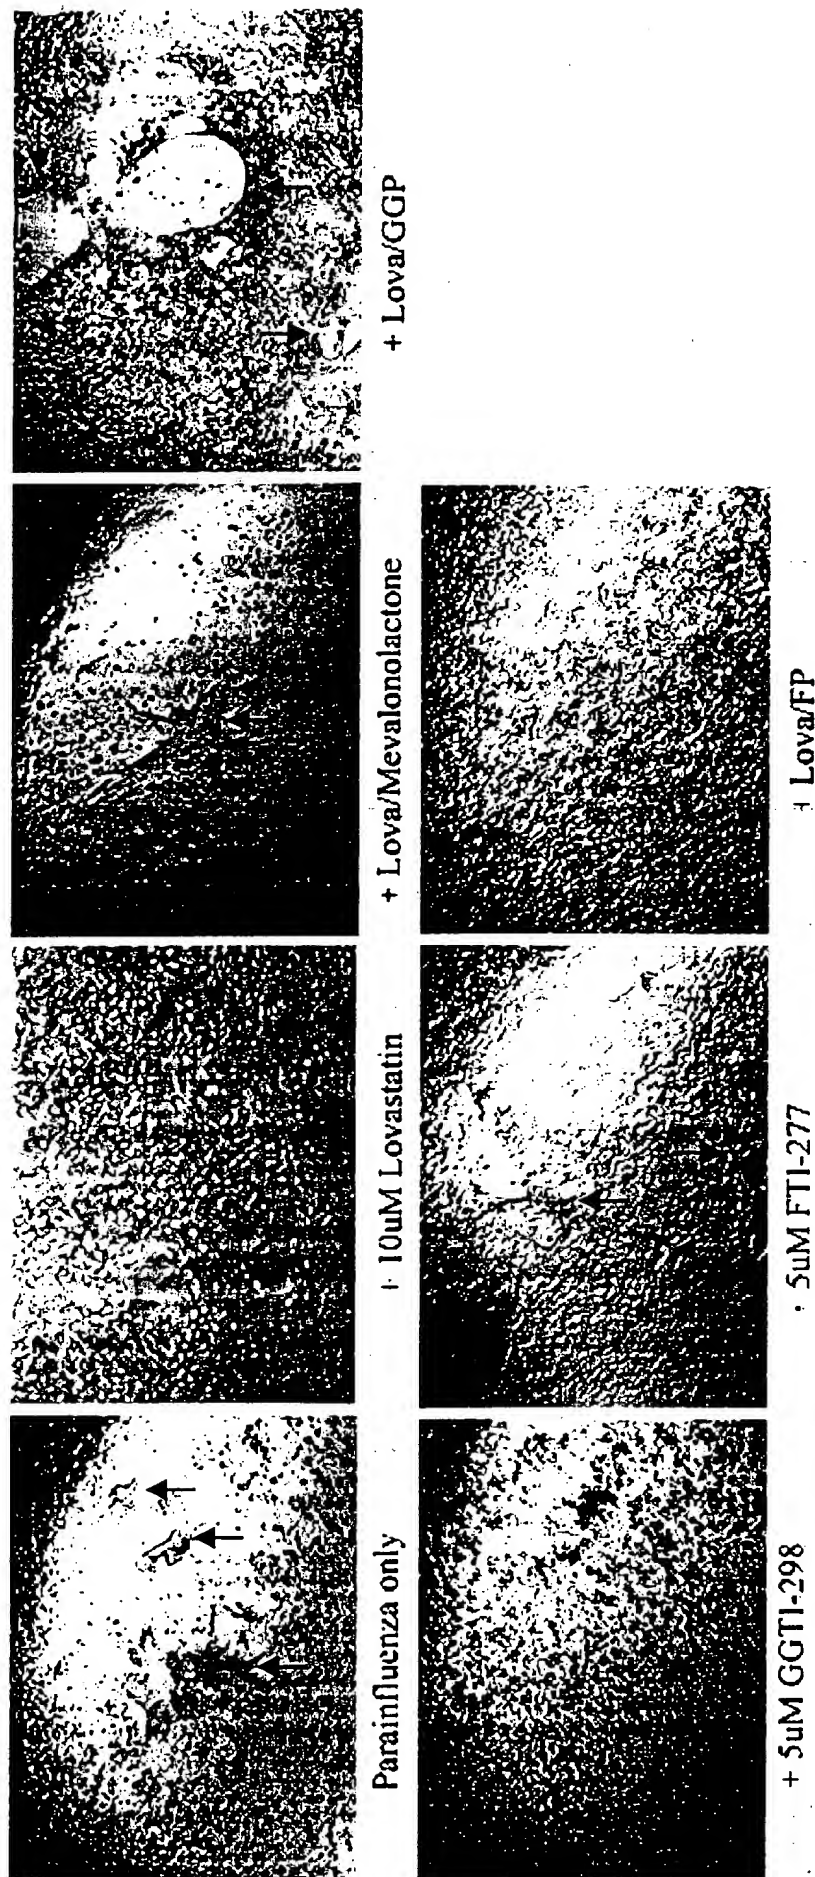 Parainfluenza only
+ 10uM Lovastatin
+ Lova/Mevalonolactone
+ Lova/GGP
+ 5uM GGTI-298
5uM FTI-277
Lova/FP